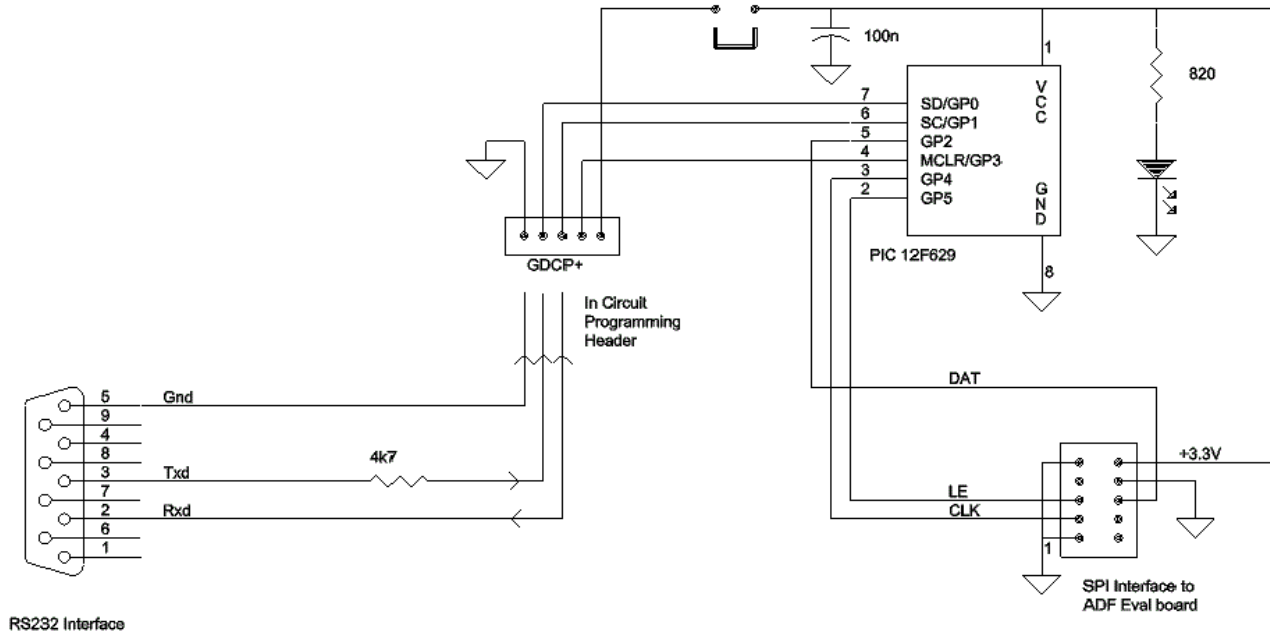 100n
1
820
7
SD/GP0
VCC
6
SC/GP1
5
GP2
4
MCLR/GP3
3
GP4
2
GP5
GND
PIC 12F629
8
GDCP+
In Circuit
Programming
Header
DAT
5
Gnd
9
4
8
3
Txd
4k7
7
2
Rxd
6
1
+3.3V
LE
CLK
1
SPI Interface to
ADF Eval board
RS232 Interface